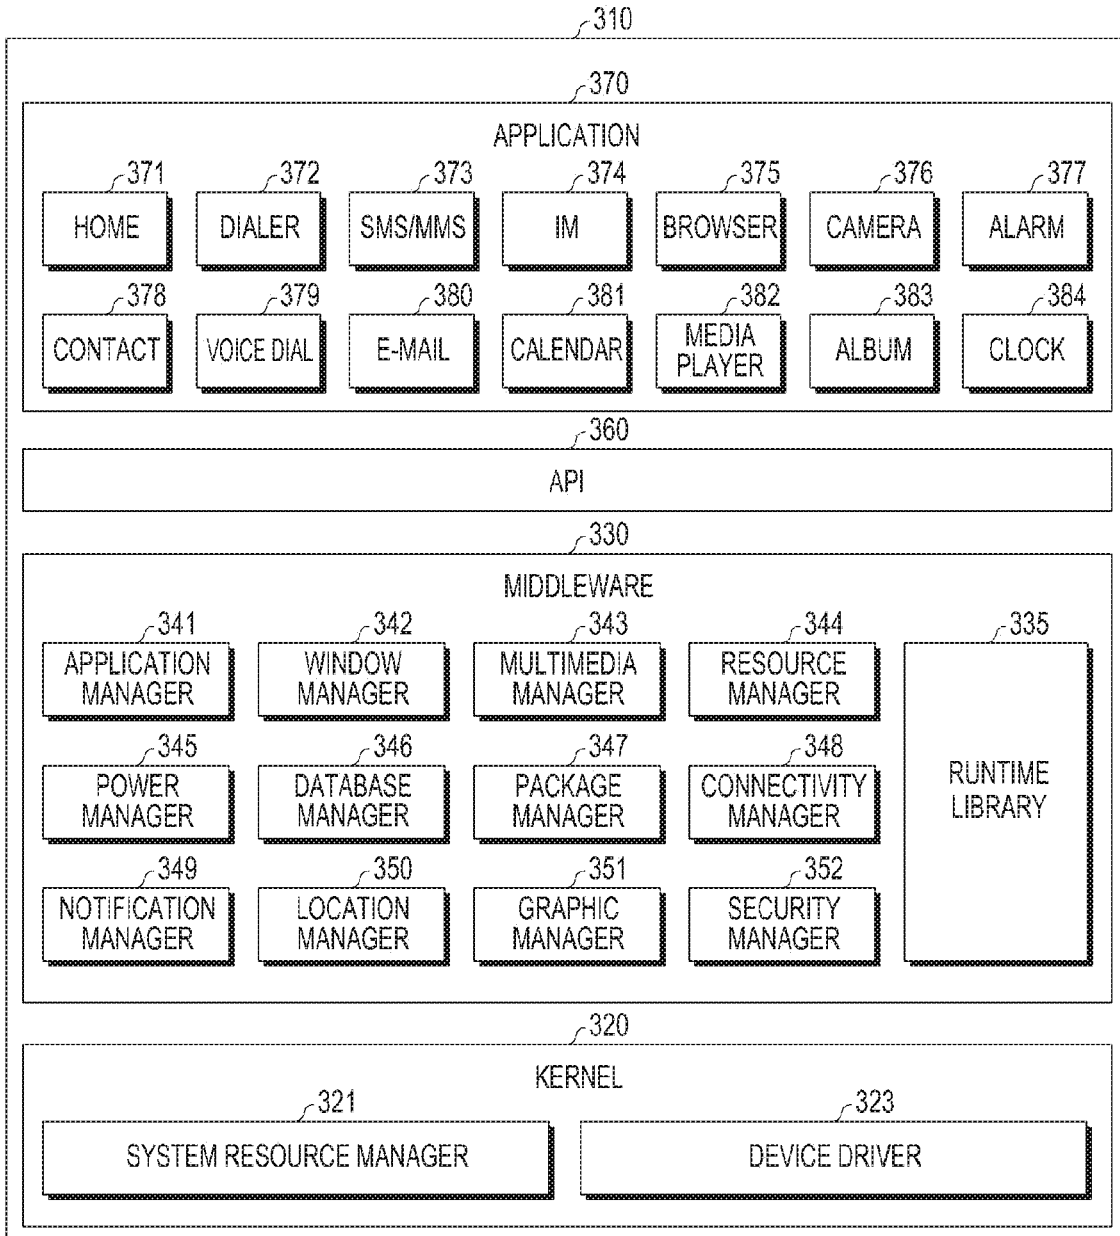 310
370
APPLICATION
371 372 373 374 375 376 377
HOME DIALER SMS/MMS IM BROWSER CAMERA ALARM
378 379 380 381 382 383 384
CONTACT VOICE DIAL E-MAIL CALENDAR MEDIA PLAYER ALBUM CLOCK
360
API
330
MIDDLEWARE
341 342 343 344 335
APPLICATION MANAGER WINDOW MANAGER MULTIMEDIA MANAGER RESOURCE MANAGER
345 346 347 348
POWER MANAGER DATABASE MANAGER PACKAGE MANAGER CONNECTIVITY MANAGER RUNTIME LIBRARY
349 350 351 352
NOTIFICATION MANAGER LOCATION MANAGER GRAPHIC MANAGER SECURITY MANAGER
320
KERNEL
321 323
SYSTEM RESOURCE MANAGER DEVICE DRIVER